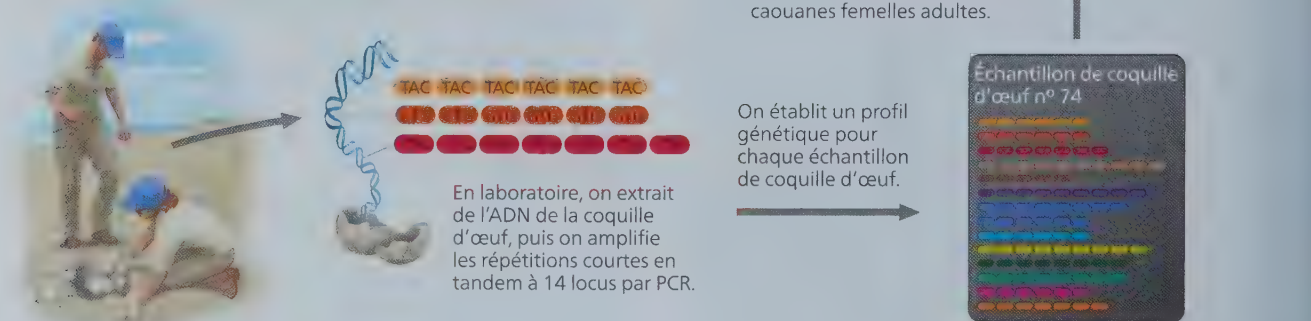 caouanes femelles adultes.
TAC TAC TAC TAC TAC TAC
En laboratoire, on extrait
de l'ADN de la coquille
d'œuf, puis on amplifie
les répétitions courtes en
tandem à 14 locus par PCR.
On établit un profil
génétique pour
chaque échantillon
de coquille d'œuf.
Échantillon de coquille
d'œuf nº 74